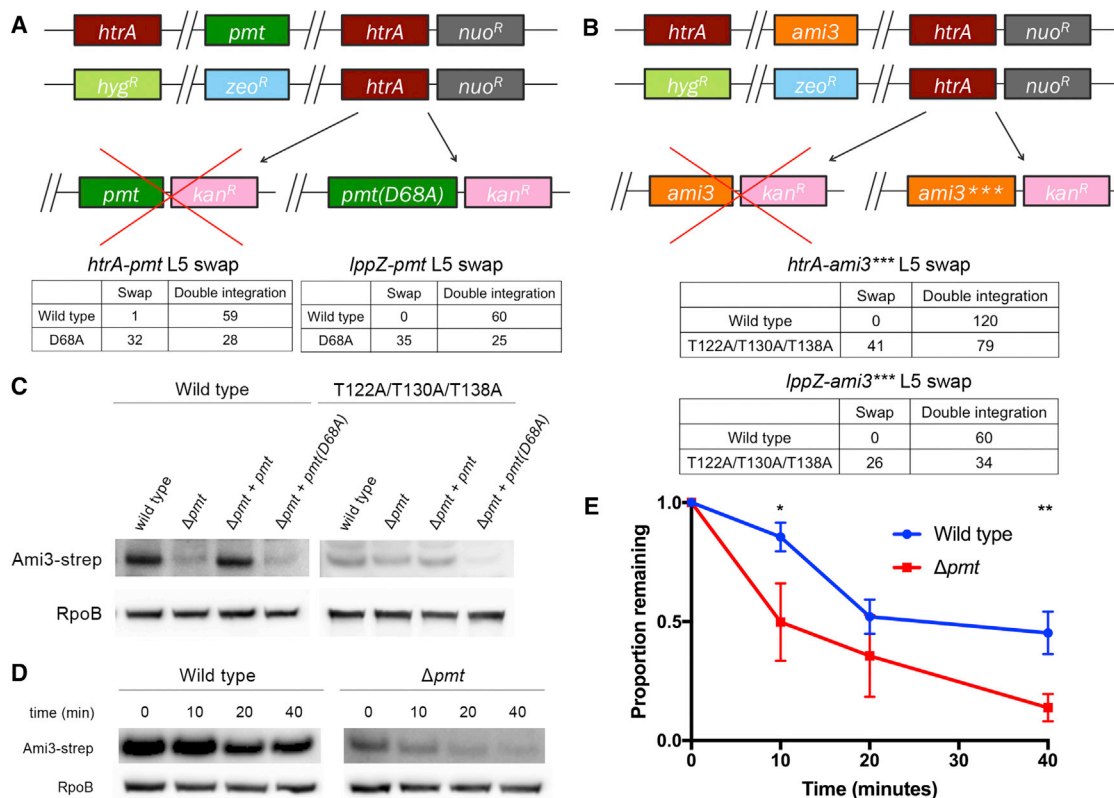 A
htrA // pmt // htrA nuoR
hygR // zeoR // htrA nuoR
pmt kanR
pmt(D68A) kanR
htrA-pmt L5 swap
Swap Double integration
Wild type 1 59
D68A 32 28
lppZ-pmt L5 swap
Swap Double integration
Wild type 0 60
D68A 35 25
B
htrA // ami3 // htrA nuoR
hygR // zeoR // htrA nuoR
ami3 kanR
ami3*** kanR
htrA-ami3*** L5 swap
Swap Double integration
Wild type 0 120
T122A/T130A/T138A 41 79
lppZ-ami3*** L5 swap
Swap Double integration
Wild type 0 60
T122A/T130A/T138A 26 34
C
Wild type T122A/T130A/T138A
wild type Δpmt Δpmt + pmt Δpmt + pmt(D68A) wild type Δpmt Δpmt + pmt Δpmt + pmt(D68A)
Ami3-strep
RpoB
D
Wild type Δpmt
time (min) 0 10 20 40 0 10 20 40
Ami3-strep
RpoB
E
* **
Wild type
Δpmt
1.0
0.5
0.0
Proportion remaining
0 10 20 30 40
Time (minutes)